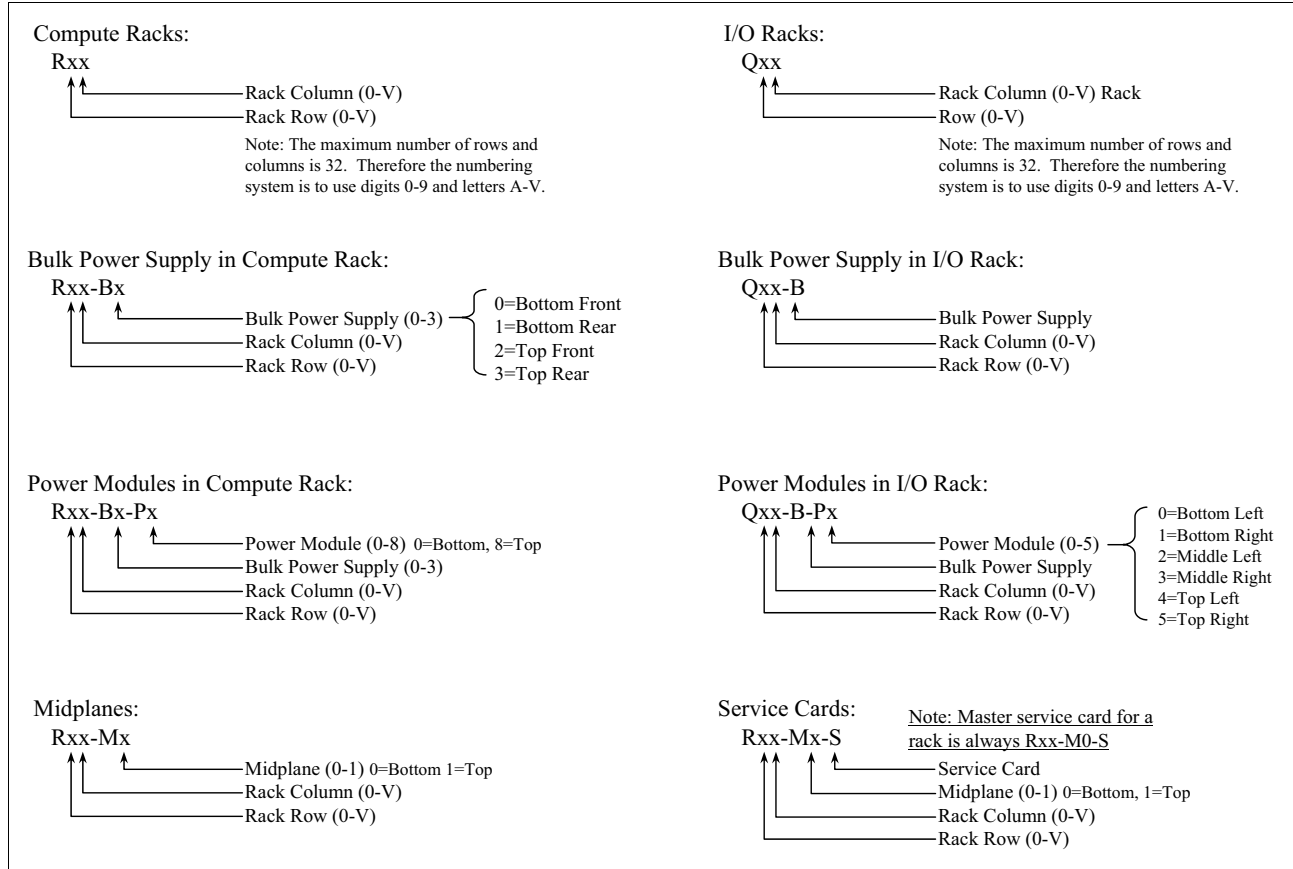 Compute Racks:
Rxx
Rack Column (0-V)
Rack Row (0-V)
Note: The maximum number of rows and
columns is 32. Therefore the numbering
system is to use digits 0-9 and letters A-V.
I/O Racks:
Qxx
Rack Column (0-V) Rack
Row (0-V)
Note: The maximum number of rows and
columns is 32. Therefore the numbering
system is to use digits 0-9 and letters A-V.
Bulk Power Supply in Compute Rack:
Rxx-Bx
Bulk Power Supply (0-3)
Rack Column (0-V)
Rack Row (0-V)
0=Bottom Front
1=Bottom Rear
2=Top Front
3=Top Rear
Bulk Power Supply in I/O Rack:
Qxx-B
Bulk Power Supply
Rack Column (0-V)
Rack Row (0-V)
Power Modules in Compute Rack:
Rxx-Bx-Px
Power Module (0-8) 0=Bottom, 8=Top
Bulk Power Supply (0-3)
Rack Column (0-V)
Rack Row (0-V)
Power Modules in I/O Rack:
Qxx-B-Px
Power Module (0-5)
Bulk Power Supply
Rack Column (0-V)
Rack Row (0-V)
0=Bottom Left
1=Bottom Right
2=Middle Left
3=Middle Right
4=Top Left
5=Top Right
Midplanes:
Rxx-Mx
Midplane (0-1) 0=Bottom 1=Top
Rack Column (0-V)
Rack Row (0-V)
Service Cards:
Rxx-Mx-S
Note: Master service card for a
rack is always Rxx-M0-S
Service Card
Midplane (0-1) 0=Bottom, 1=Top
Rack Column (0-V)
Rack Row (0-V)